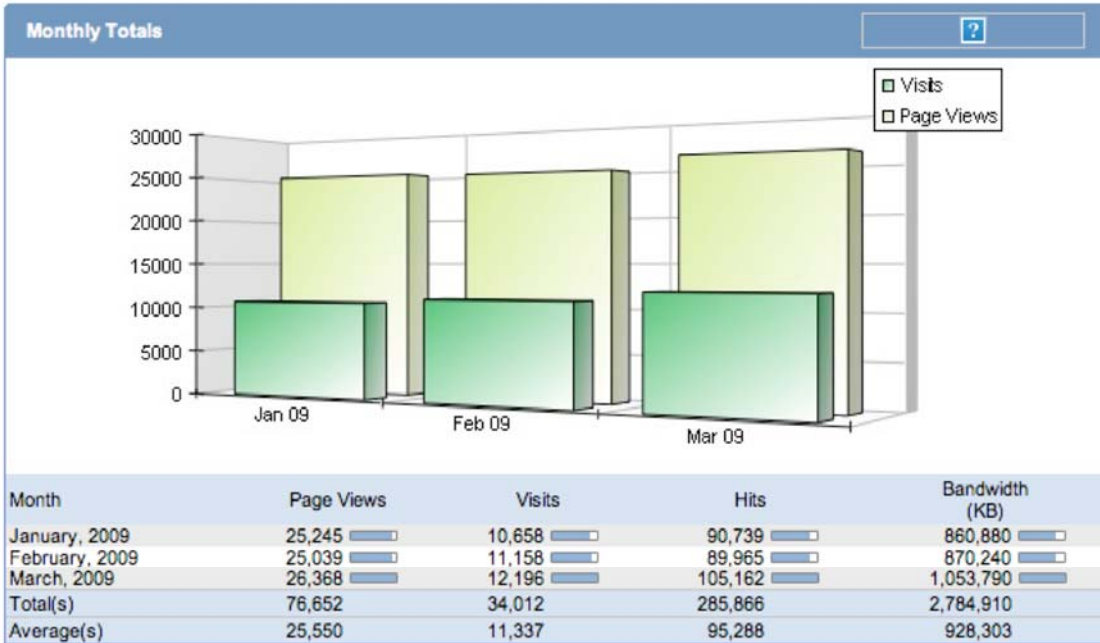 Monthly Totals ?
Visits
Page Views
30000
25000
20000
15000
10000
5000
0
Jan 09
Feb 09
Mar 09
Month Page Views Visits Hits Bandwidth (KB)
January, 2009 25,245 10,658 90,739 860,880
February, 2009 25,039 11,158 89,965 870,240
March, 2009 26,368 12,196 105,162 1,053,790
Total(s) 76,652 34,012 285,866 2,784,910
Average(s) 25,550 11,337 95,288 928,303